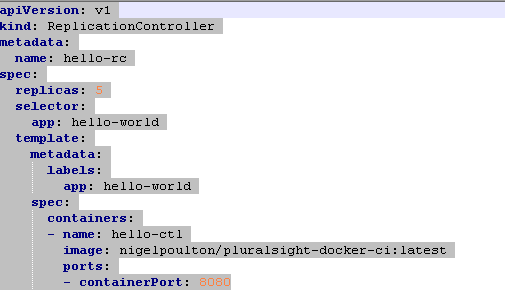 apiVersion: v1
kind: ReplicationController
metadata:
  name: hello-rc
spec:
  replicas: 5
  selector:
    app: hello-world
  template:
    metadata:
      labels:
        app: hello-world
    spec:
      containers:
      - name: hello-ctl
        image: nigelpoulton/pluralsight-docker-ci:latest
        ports:
        - containerPort: 8080